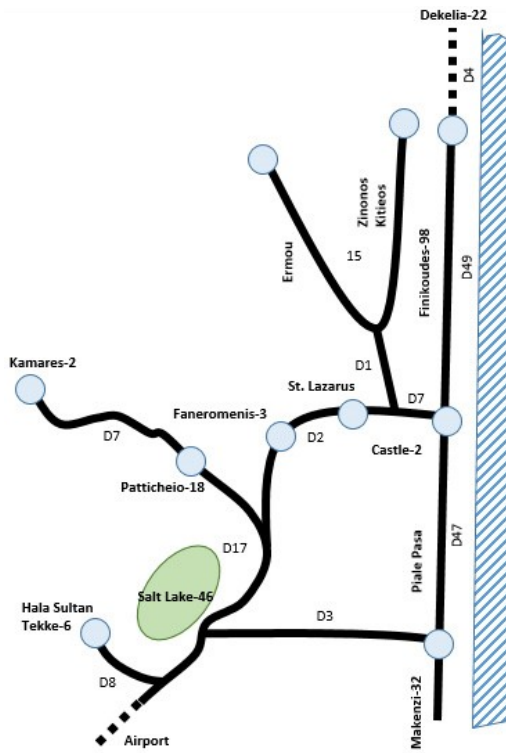 Dekelia-22
D4
Zinonos
Kitieos
Ermou
15
Finikoudes-98
D49
D1
Kamares-2
St. Lazarus
D7
Faneromenis-3
D7
D2
Castle-2
Patticheio-18
D17
Piale Pasa
D47
Salt Lake-46
Hala Sultan
Tekke-6
D3
D8
Makenzi-32
Airport